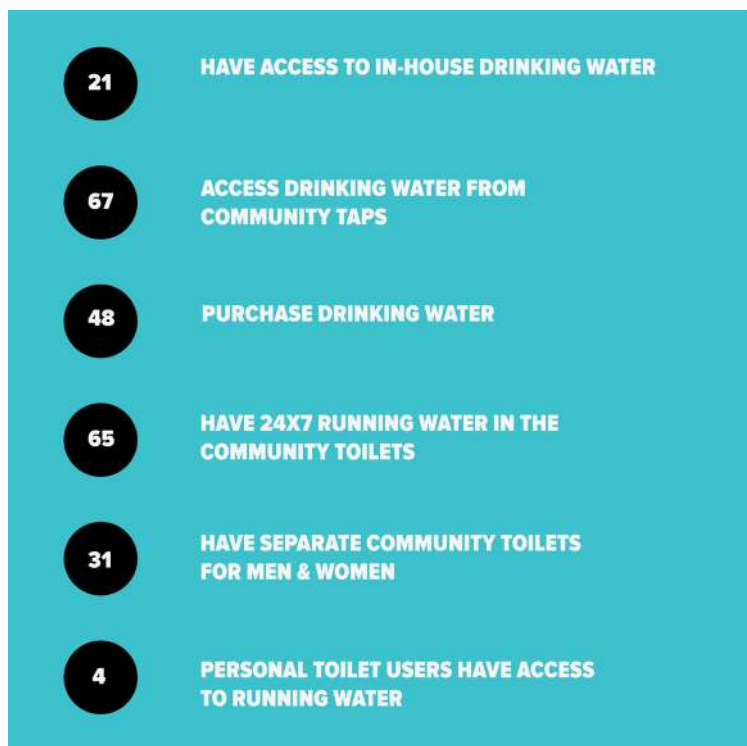 21
HAVE ACCESS TO IN-HOUSE DRINKING WATER
67
ACCESS DRINKING WATER FROM
COMMUNITY TAPS
48
PURCHASE DRINKING WATER
65
HAVE 24X7 RUNNING WATER IN THE
COMMUNITY TOILETS
31
HAVE SEPARATE COMMUNITY TOILETS
FOR MEN & WOMEN
4
PERSONAL TOILET USERS HAVE ACCESS
TO RUNNING WATER